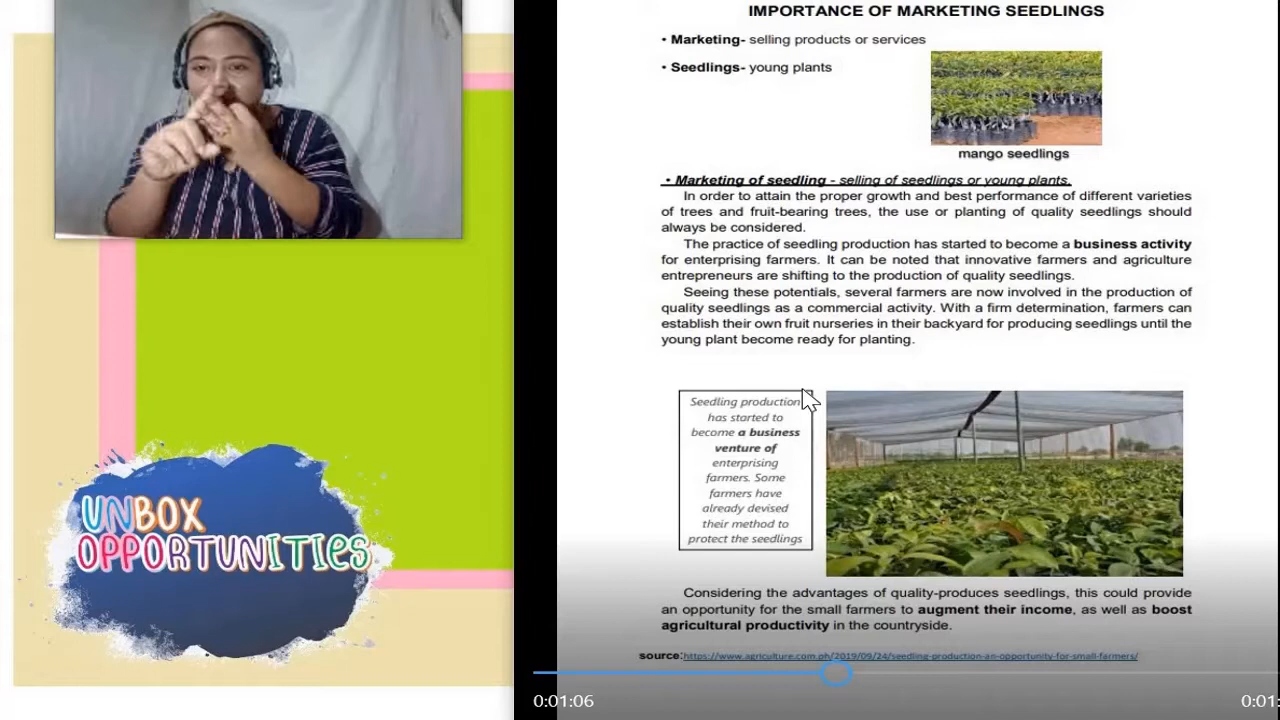 IMPORTANCE OF MARKETING SEEDLINGS
• Marketing- selling products or services
• Seedlings- young plants
mango seedlings
• Marketing of seedling - selling of seedlings or young plants.
In order to attain the proper growth and best performance of different varieties
of trees and fruit-bearing trees, the use or planting of quality seedlings should
always be considered.
The practice of seedling production has started to become a business activity
for enterprising farmers. It can be noted that innovative farmers and agriculture
entrepreneurs are shifting to the production of quality seedlings.
Seeing these potentials, several farmers are now involved in the production of
quality seedlings as a commercial activity. With a firm determination, farmers can
establish their own fruit nurseries in their backyard for producing seedlings until the
young plant become ready for planting.
Seedling production
has started to
become a business
venture of
enterprising
farmers. Some
farmers have
already devised
their method to
protect the seedlings
Considering the advantages of quality-produces seedlings, this could provide
an opportunity for the small farmers to augment their income, as well as boost
agricultural productivity in the countryside.
source:https://www.agriculture.com.ph/2019/09/24/seedling-production-an-opportunity-for-small-farmers/
UNBOX
OPPORTUNITIES
0:01:06
0:01: